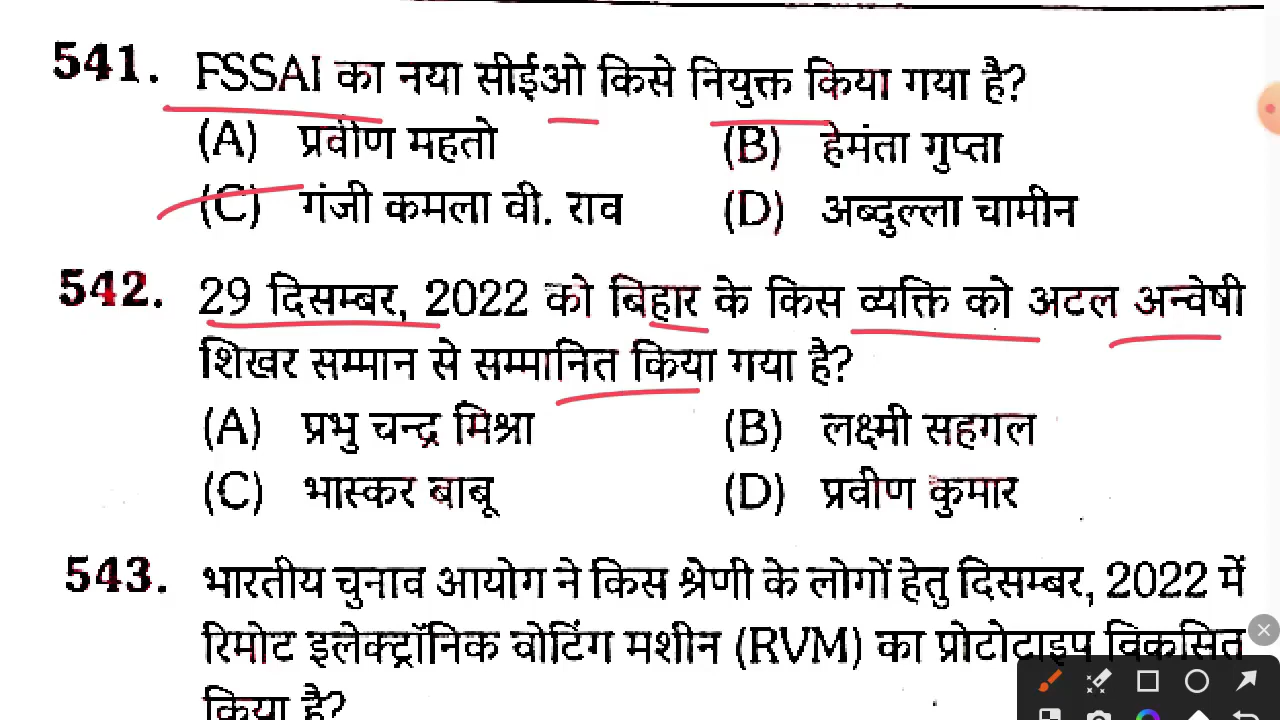 541. FSSAI का नया सीईओ किसे नियुक्त किया गया है?
(A) प्रवीण महतो (B) हेमंता गुप्ता
(C) गंजी कमला वी. राव (D) अब्दुल्ला चामीन
542. 29 दिसम्बर, 2022 को बिहार के किस व्यक्ति को अटल अन्वेषी
शिखर सम्मान से सम्मानित किया गया है?
(A) प्रभु चन्द्र मिश्रा (B) लक्ष्मी सहगल
(C) भास्कर बाबू (D) प्रवीण कुमार
543. भारतीय चुनाव आयोग ने किस श्रेणी के लोगों हेतु दिसम्बर, 2022 में
रिमोट इलेक्ट्रॉनिक वोटिंग मशीन (RVM) का प्रोटोटाइप विकसित
किया है?